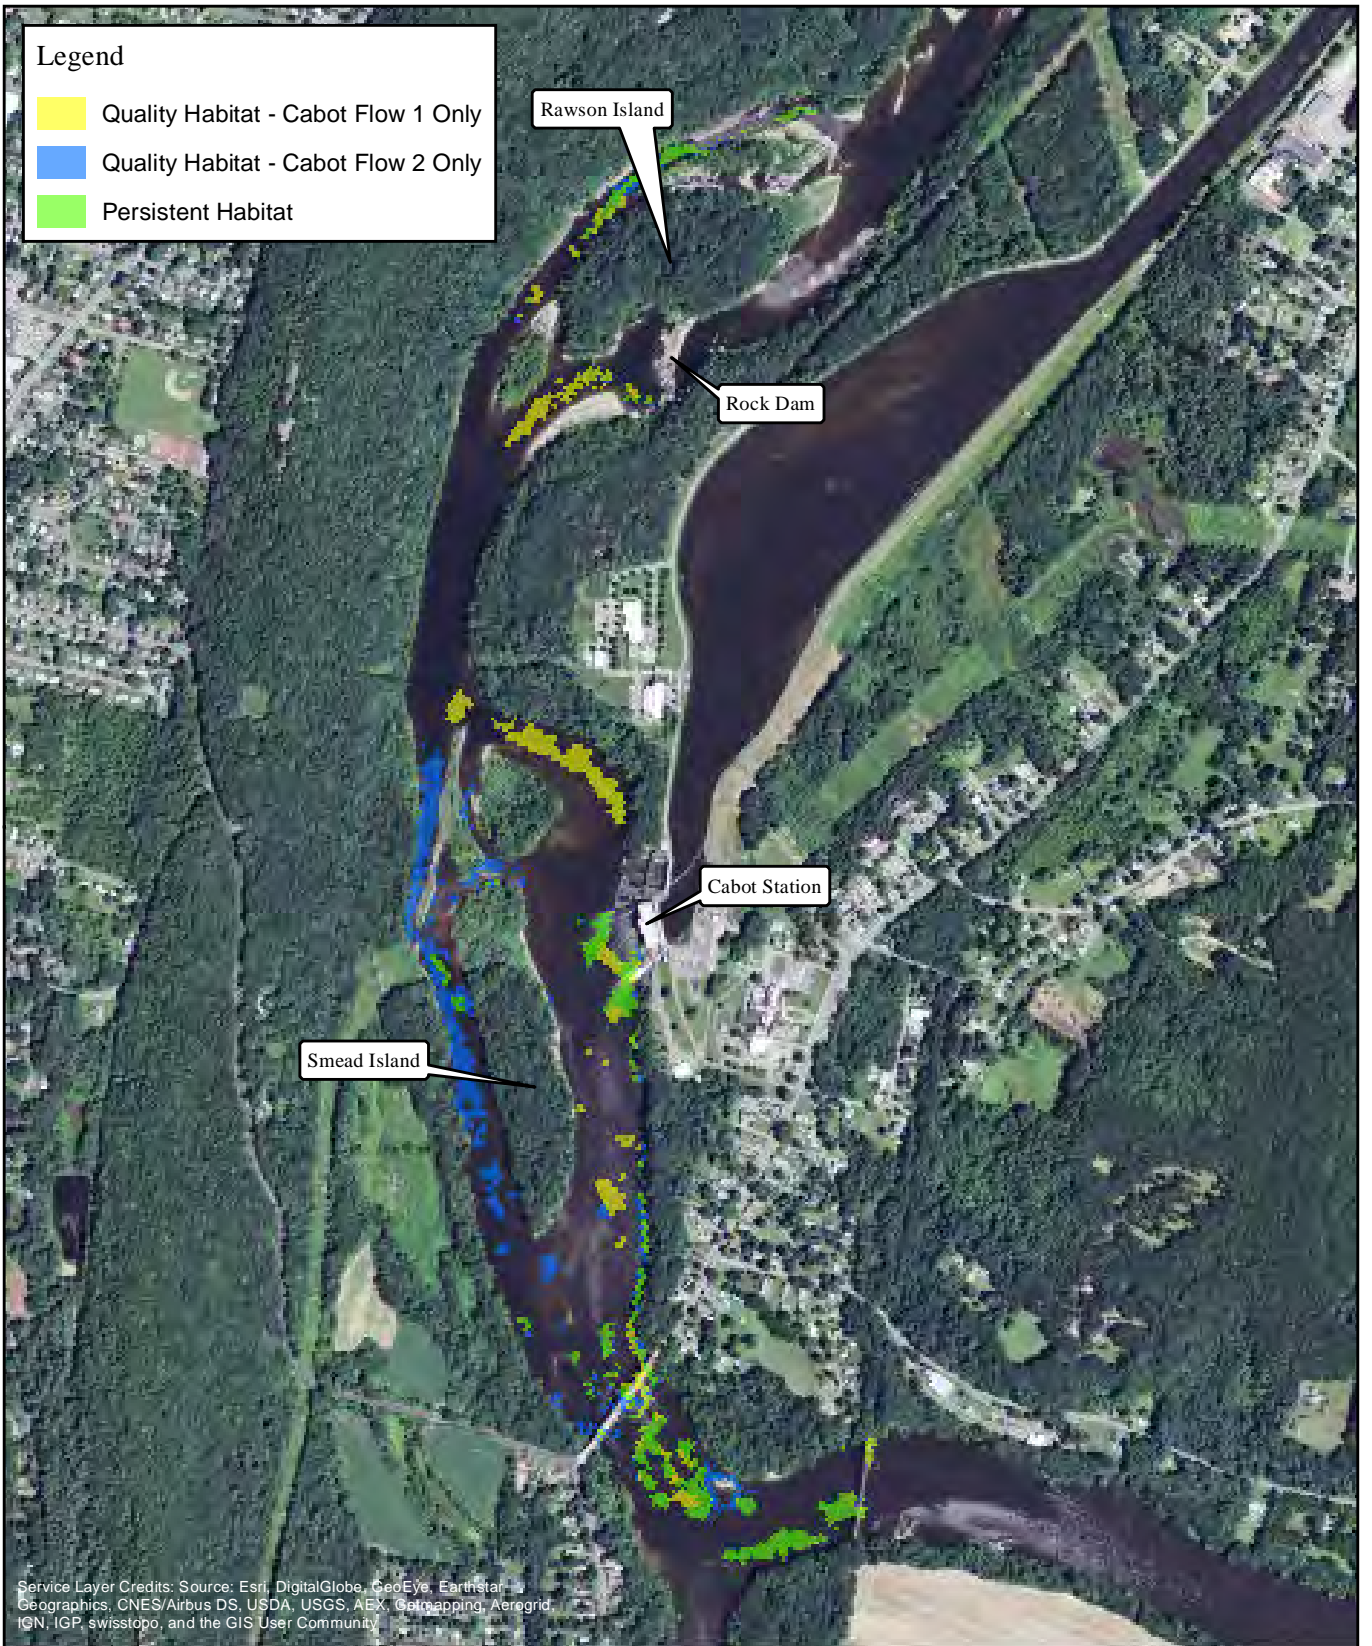 Legend
Quality Habitat - Cabot Flow 1 Only
Quality Habitat - Cabot Flow 2 Only
Persistent Habitat
Rawson Island
Rock Dam
Cabot Station
Smead Island
Service Layer Credits: Source: Esri, DigitalGlobe, GeoEye, Earthstar
Geographics, CNES/Airbus DS, USDA, USGS, AEX, Getmapping, Aerogrid,
IGN, IGP, swisstopo, and the GIS User Community